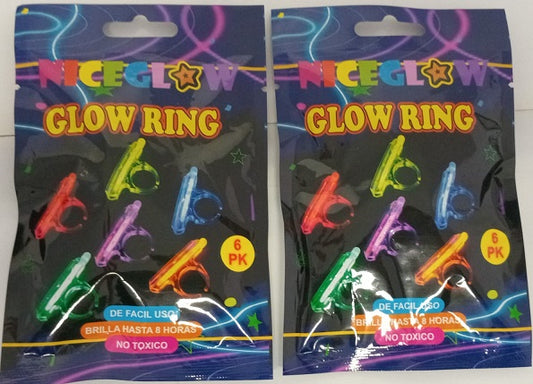 NICEGLOW
GLOW RING
6
PK
DE FACIL USO
BRILLA HASTA 8 HORAS
NO TOXICO
NICEGLOW
GLOW RING
6
PK
DE FACIL USO
BRILLA HASTA 8 HORAS
NO TOXICO